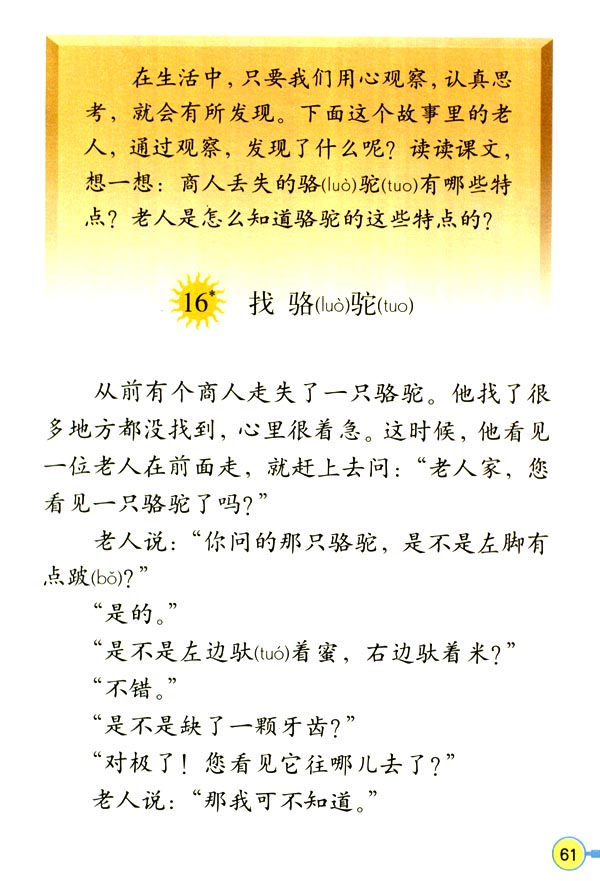 在生活中，只要我们用心观察，认真思
考，就会有所发现。下面这个故事里的老
人，通过观察，发现了什么呢？读读课文，
想一想：商人丢失的骆(luò)驼(tuo)有哪些特
点？老人是怎么知道骆驼的这些特点的？
16* 找 骆(luò)驼(tuo)
从前有个商人走失了一只骆驼。他找了很
多地方都没找到，心里很着急。这时候，他看见
一位老人在前面走，就赶上去问：“老人家，您
看见一只骆驼了吗？”
老人说：“你问的那只骆驼，是不是左脚有
点跛(bǒ)？”
“是的。”
“是不是左边驮(tuó)着蜜，右边驮着米？”
“不错。”
“是不是缺了一颗牙齿？”
“对极了！您看见它往哪儿去了？”
老人说：“那我可不知道。”
61